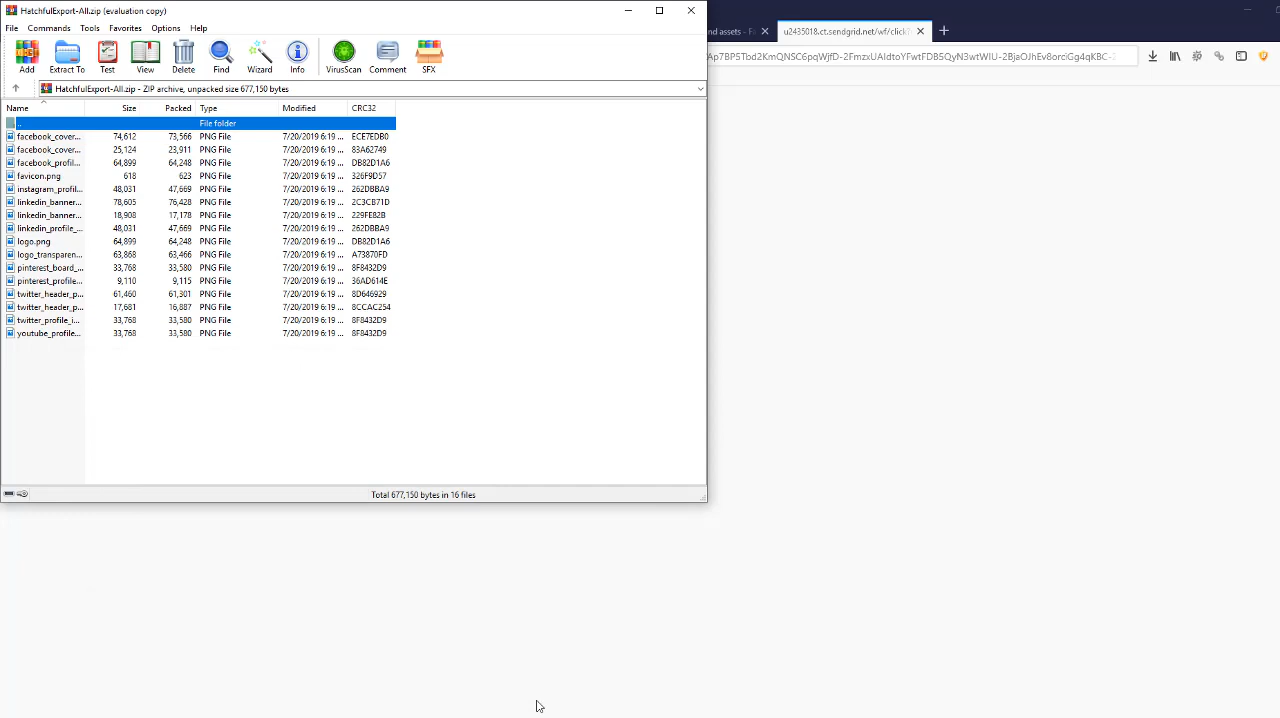 HatchfulExport-All.zip (evaluation copy)
nd assets - F
u2435018.ct.sendgrid.net/wf/click?
File Commands Tools Favorites Options Help
Add Extract To Test View Delete Find Wizard Info VirusScan Comment SFX
HatchfulExport-All.zip - ZIP archive, unpacked size 677,150 bytes
Name Size Packed Type Modified CRC32
.. File folder
facebook_cover... 74,612 73,566 PNG File 7/20/2019 6:19 ... ECE7EDB0
facebook_cover... 25,124 23,911 PNG File 7/20/2019 6:19 ... 83A62749
facebook_profil... 64,899 64,248 PNG File 7/20/2019 6:19 ... DB82D1A6
favicon.png 618 623 PNG File 7/20/2019 6:19 ... 326F9D57
instagram_profil... 48,031 47,669 PNG File 7/20/2019 6:19 ... 262DBBA9
linkedin_banner... 78,605 76,428 PNG File 7/20/2019 6:19 ... 2C3CB71D
linkedin_banner... 18,908 17,178 PNG File 7/20/2019 6:19 ... 229FE82B
linkedin_profile_... 48,031 47,669 PNG File 7/20/2019 6:19 ... 262DBBA9
logo.png 64,899 64,248 PNG File 7/20/2019 6:19 ... DB82D1A6
logo_transparen... 63,868 63,466 PNG File 7/20/2019 6:19 ... A73870FD
pinterest_board_... 33,768 33,580 PNG File 7/20/2019 6:19 ... 8F8432D9
pinterest_profile... 9,110 9,115 PNG File 7/20/2019 6:19 ... 36AD614E
twitter_header_p... 61,460 61,301 PNG File 7/20/2019 6:19 ... 8D646929
twitter_header_p... 17,681 16,887 PNG File 7/20/2019 6:19 ... 8CCAC254
twitter_profile_i... 33,768 33,580 PNG File 7/20/2019 6:19 ... 8F8432D9
youtube_profile... 33,768 33,580 PNG File 7/20/2019 6:19 ... 8F8432D9
Total 677,150 bytes in 16 files